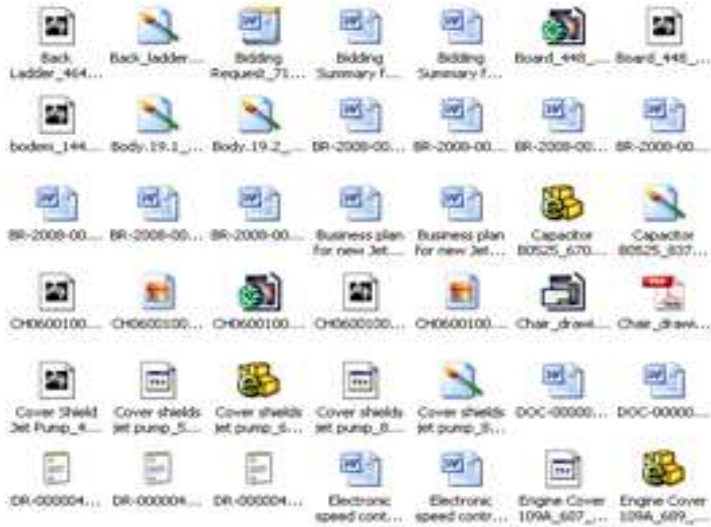 Back Back_ladder... Bidding Bidding Bidding Board_448_... Board_448_...
Ladder_464... Request_71... Summary f... Summary f...
bodem_144... Body.19.1_... Body.19.2_... BR-2008-00... BR-2008-00... BR-2008-00... BR-2008-00...
BR-2008-00... BR-2008-00... BR-2008-00... Business plan Business plan Capacitor Capacitor
for new Jet... for new Jet... B0525_670... B0525_837...
CH0600100... CH0600100... CH0600100... CH0600100... CH0600100... Chair_drawi... Chair_drawi...
Cover Shield Cover shields Cover shields Cover shields Cover shields DOC-00000... DOC-00000...
Jet Pump_4... jet pump_5... jet pump_6... jet pump_8... jet pump_8...
DR-000004... DR-000004... DR-000004... Electronic Electronic Engine Cover Engine Cover
speed cont... speed contr... 109A_607_... 109A_689_...